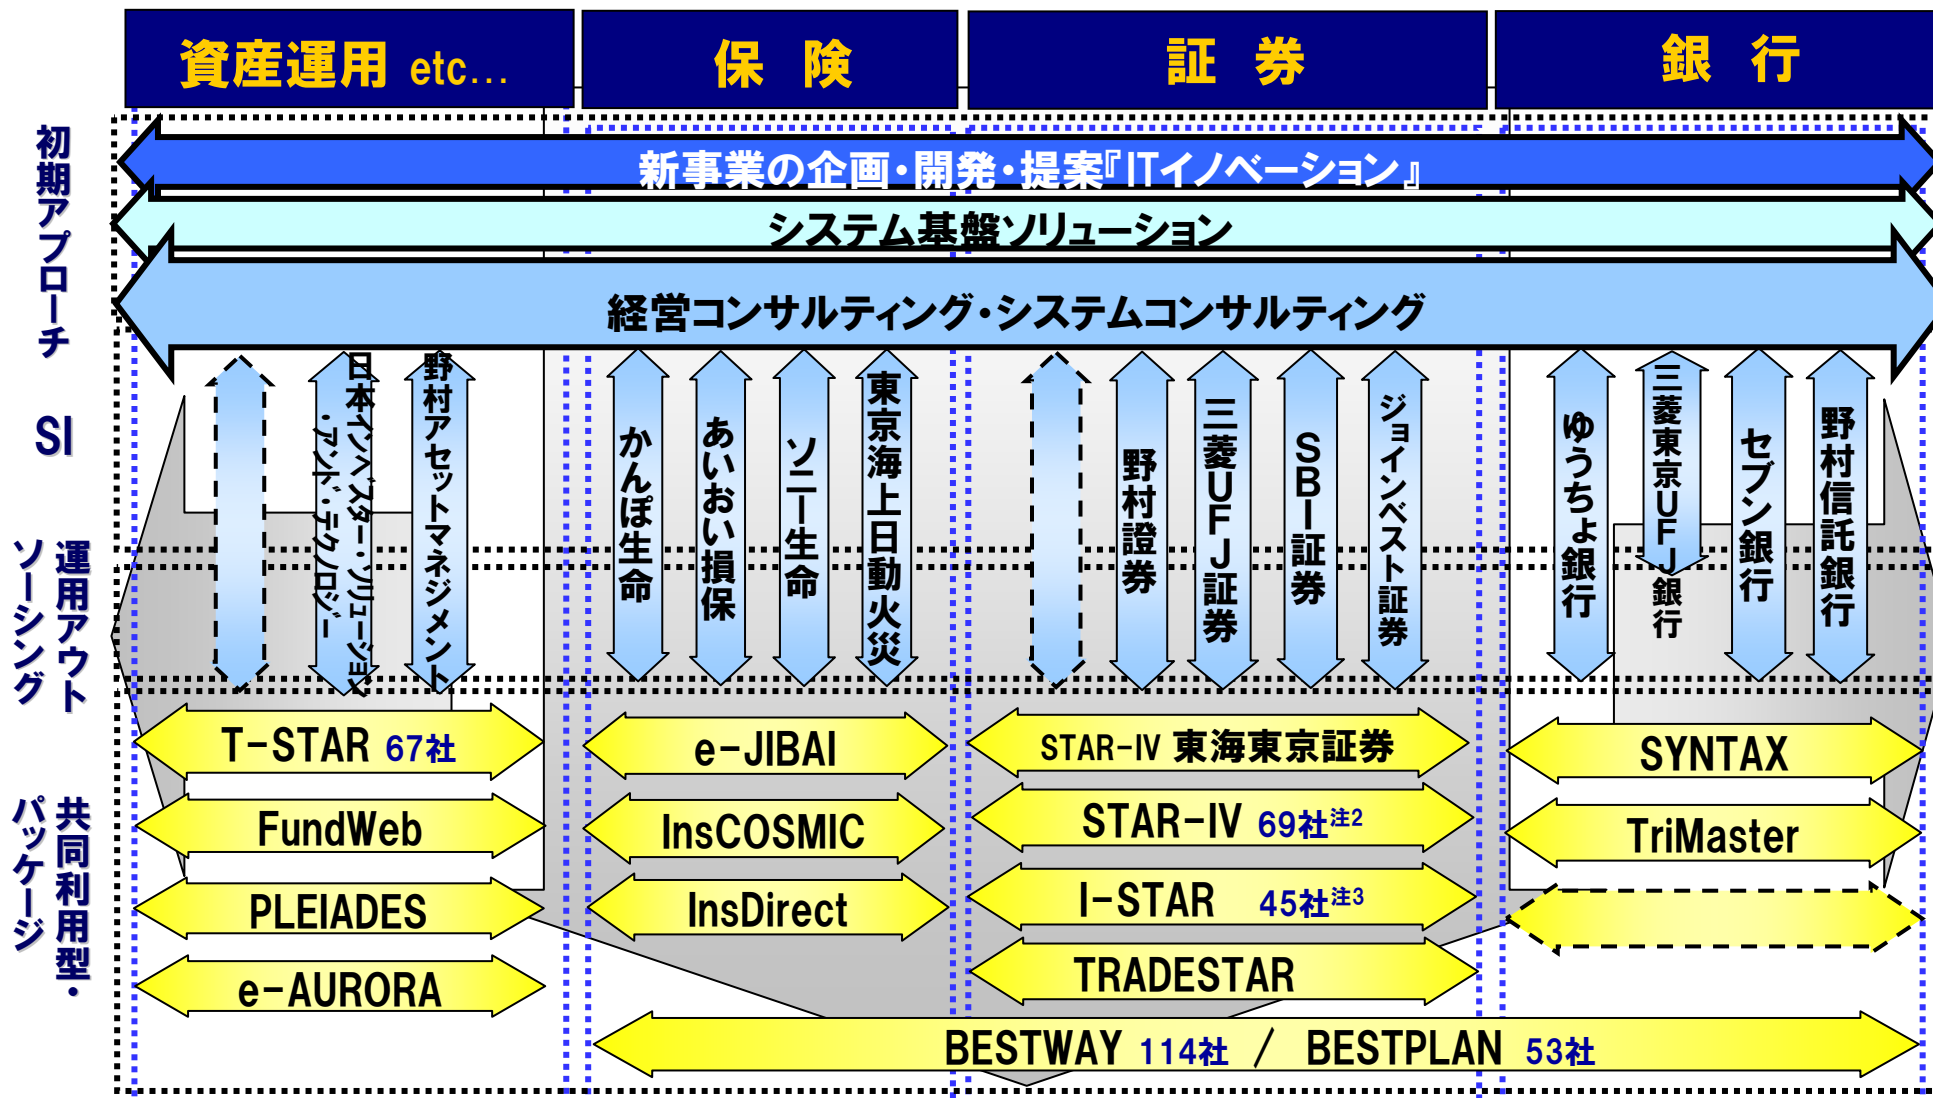 資産運用 etc…
保 険
証 券
銀 行
初期アプローチ
SI
運用アウト
ソーシング
共同利用型・
パッケージ
新事業の企画・開発・提案『ITイノベーション』
システム基盤ソリューション
経営コンサルティング・システムコンサルティング
日本インベスター・ソリューション
・アンド・テクノロジー
野村アセットマネジメント
かんぽ生命
あいおい損保
ソニー生命
東京海上日動火災
野村證券
三菱UFJ証券
SBI証券
ジョインベスト証券
ゆうちょ銀行
三菱東京UFJ銀行
セブン銀行
野村信託銀行
T-STAR 67社
e-JIBAI
STAR-IV 東海東京証券
SYNTAX
FundWeb
InsCOSMIC
STAR-IV 69社注2
TriMaster
PLEIADES
InsDirect
I-STAR 45社注3
e-AURORA
TRADESTAR
BESTWAY 114社 / BESTPLAN 53社